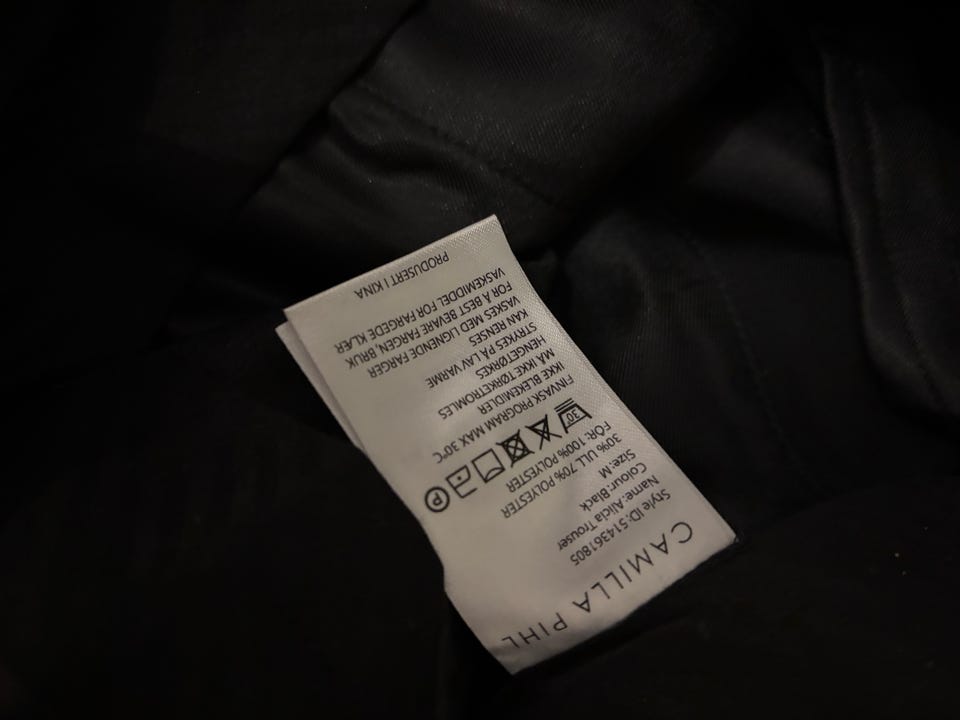 CAMILLA PIHL
Style ID:514361805
Name:Alicia Trouser
Colour:Black
Size:M
30% ULL 70% POLYESTER
FÔR: 100% POLYESTER
30°
P
FINVASK PROGRAM MAX 30°C
IKKE BLEKEMIDLER
MÅ IKKE TØRKETROMLES
HENGETØRKES
STRYKES PÅ LAV VARME
KAN RENSES
VASKES MED LIGNENDE FARGER
FOR Å BEST BEVARE FARGEN, BRUK
VASKEMIDDEL FOR FARGEDE KLÆR
PRODUSERT I KINA